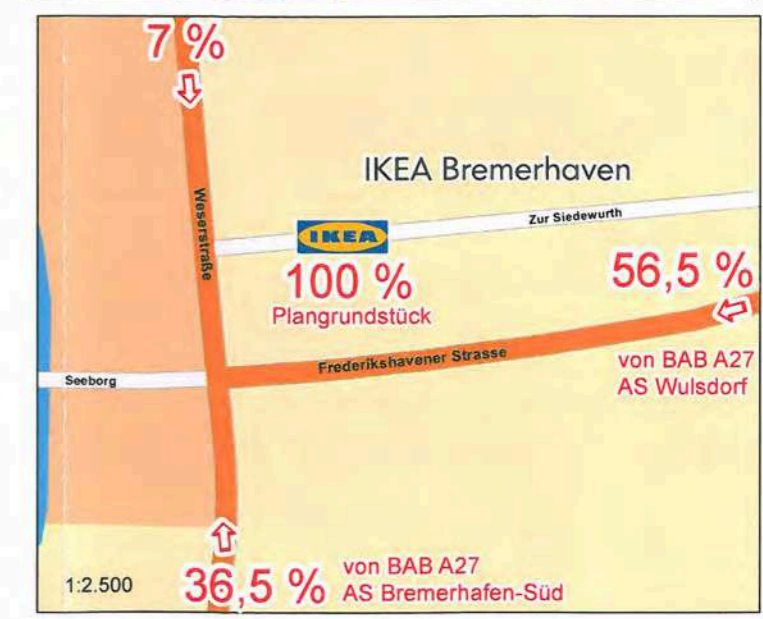 7 %
IKEA Bremerhaven
Weserstraße
IKEA
Zur Siedewurth
100 %
Plangrundstück
56,5 %
Frederikshavener Strasse
von BAB A27
AS Wulsdorf
Seeborg
1:2.500
36,5 %
von BAB A27
AS Bremerhafen-Süd